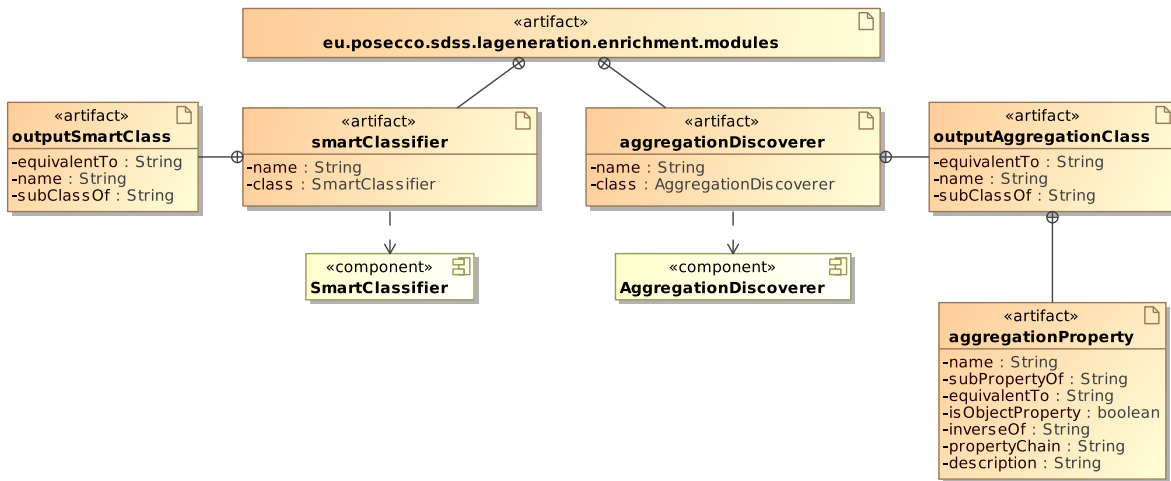 «artifact»
eu.posecco.sdss.lageneration.enrichment.modules
«artifact»
outputSmartClass
-equivalentTo : String
-name : String
-subClassOf : String
«artifact»
smartClassifier
-name : String
-class : SmartClassifier
«artifact»
aggregationDiscoverer
-name : String
-class : AggregationDiscoverer
«artifact»
outputAggregationClass
-equivalentTo : String
-name : String
-subClassOf : String
«component»
SmartClassifier
«component»
AggregationDiscoverer
«artifact»
aggregationProperty
-name : String
-subPropertyOf : String
-equivalentTo : String
-isObjectProperty : boolean
-inverseOf : String
-propertyChain : String
-description : String